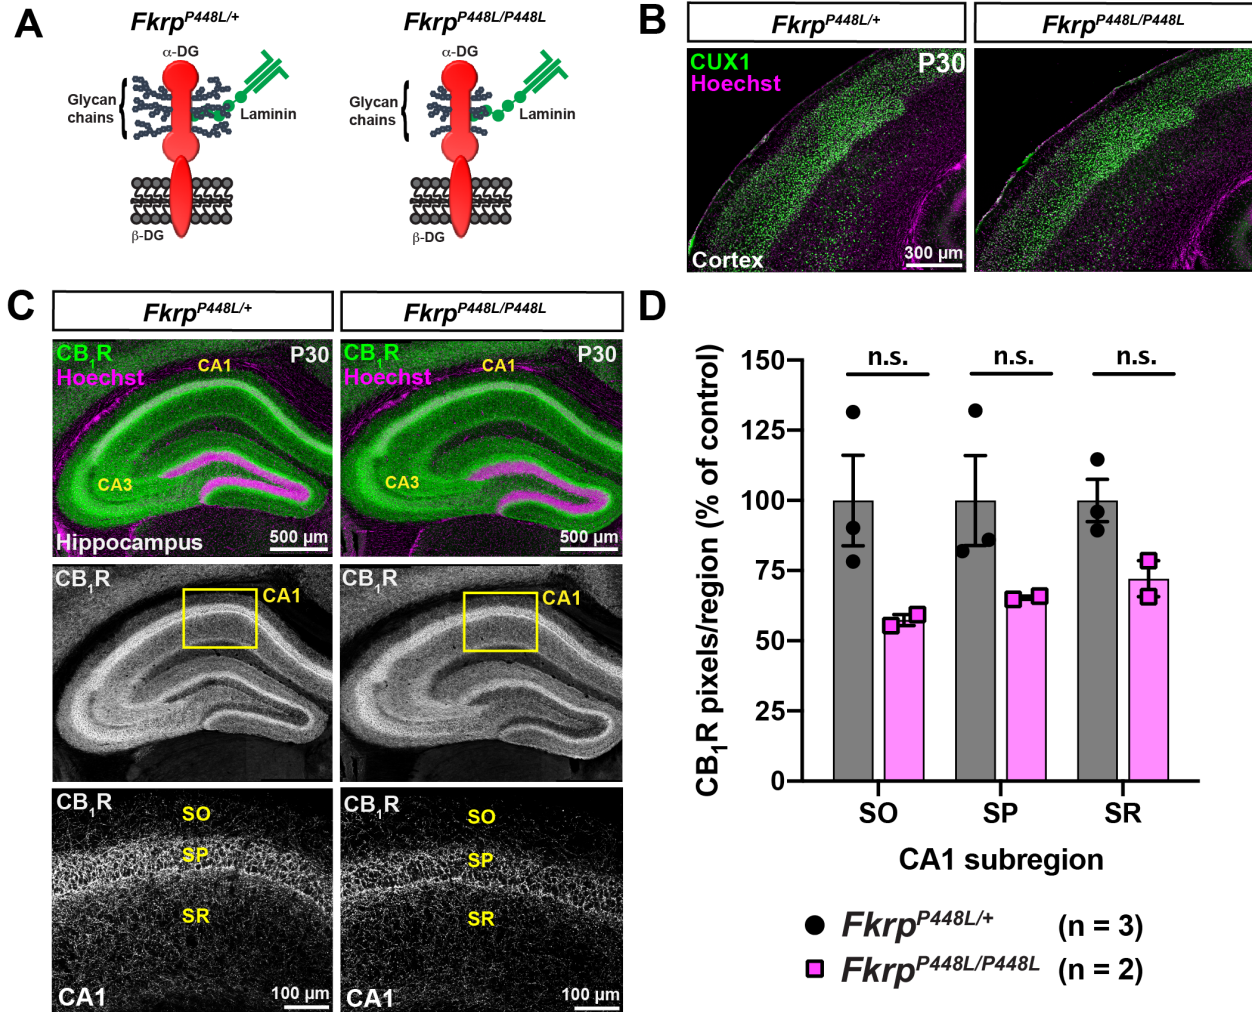 A
Fkrp^P448L/+
Fkrp^P448L/P448L
α-DG
α-DG
Glycan
chains
Laminin
Glycan
chains
Laminin
β-DG
β-DG
B
Fkrp^P448L/+
Fkrp^P448L/P448L
CUX1
Hoechst
P30
Cortex
300 µm
C
Fkrp^P448L/+
Fkrp^P448L/P448L
CB₁R
Hoechst
P30
CA1
CA3
Hippocampus
500 µm
CB₁R
Hoechst
P30
CA1
CA3
500 µm
CB₁R
CA1
CB₁R
CA1
CB₁R
SO
SP
SR
CA1
100 µm
CB₁R
SO
SP
SR
100 µm
D
CB₁R pixels/region (% of control)
150
125
100
75
50
25
0
n.s.
n.s.
n.s.
SO
SP
SR
CA1 subregion
Fkrp^P448L/+ (n = 3)
Fkrp^P448L/P448L (n = 2)